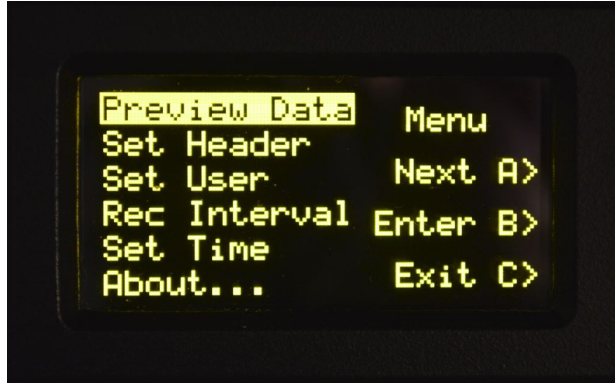 Preview Data
Set Header
Set User
Rec Interval
Set Time
About...
Menu
Next A>
Enter B>
Exit C>